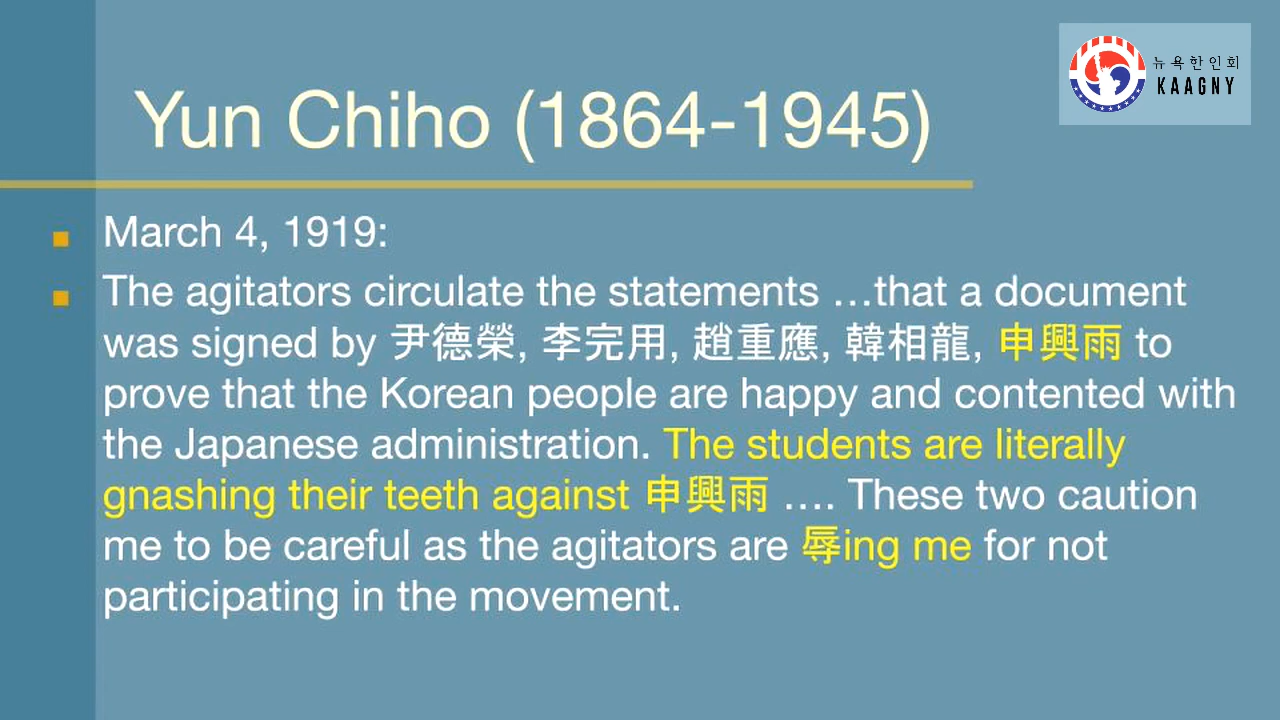 뉴욕한인회
KAAGNY
Yun Chiho (1864-1945)
March 4, 1919:
The agitators circulate the statements …that a document
was signed by 尹德榮, 李完用, 趙重應, 韓相龍, 申興雨 to
prove that the Korean people are happy and contented with
the Japanese administration. The students are literally
gnashing their teeth against 申興雨 …. These two caution
me to be careful as the agitators are 辱ing me for not
participating in the movement.